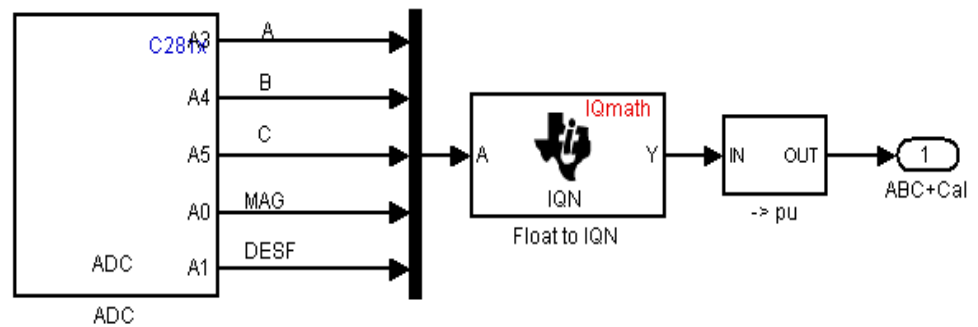 C281x
A3
A
A4
B
A5
C
A0
MAG
A1
DESF
ADC
ADC
IQmath
A
Y
IQN
Float to IQN
IN
OUT
-> pu
1
ABC+Cal